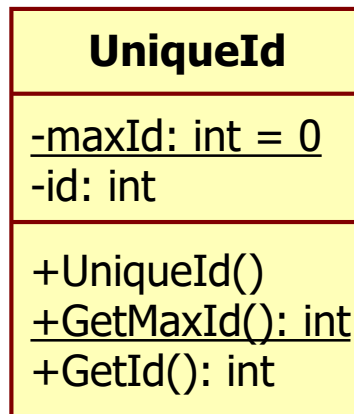 UniqueId
-maxId: int = 0
-id: int
+UniqueId()
+GetMaxId(): int
+GetId(): int